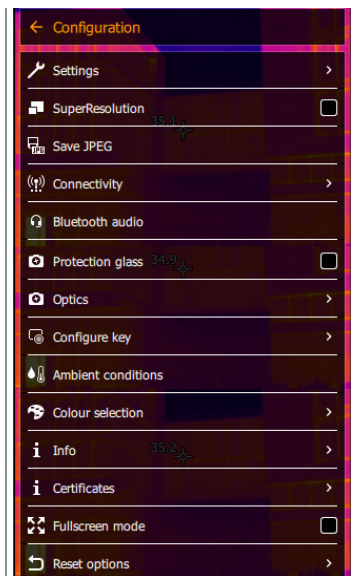 Configuration
Settings
SuperResolution
35.1
JPEG
Save JPEG
Connectivity
Bluetooth audio
Protection glass 34.9
Optics
Configure key
Ambient conditions
Colour selection
Info 35.2
Certificates
Fullscreen mode
Reset options